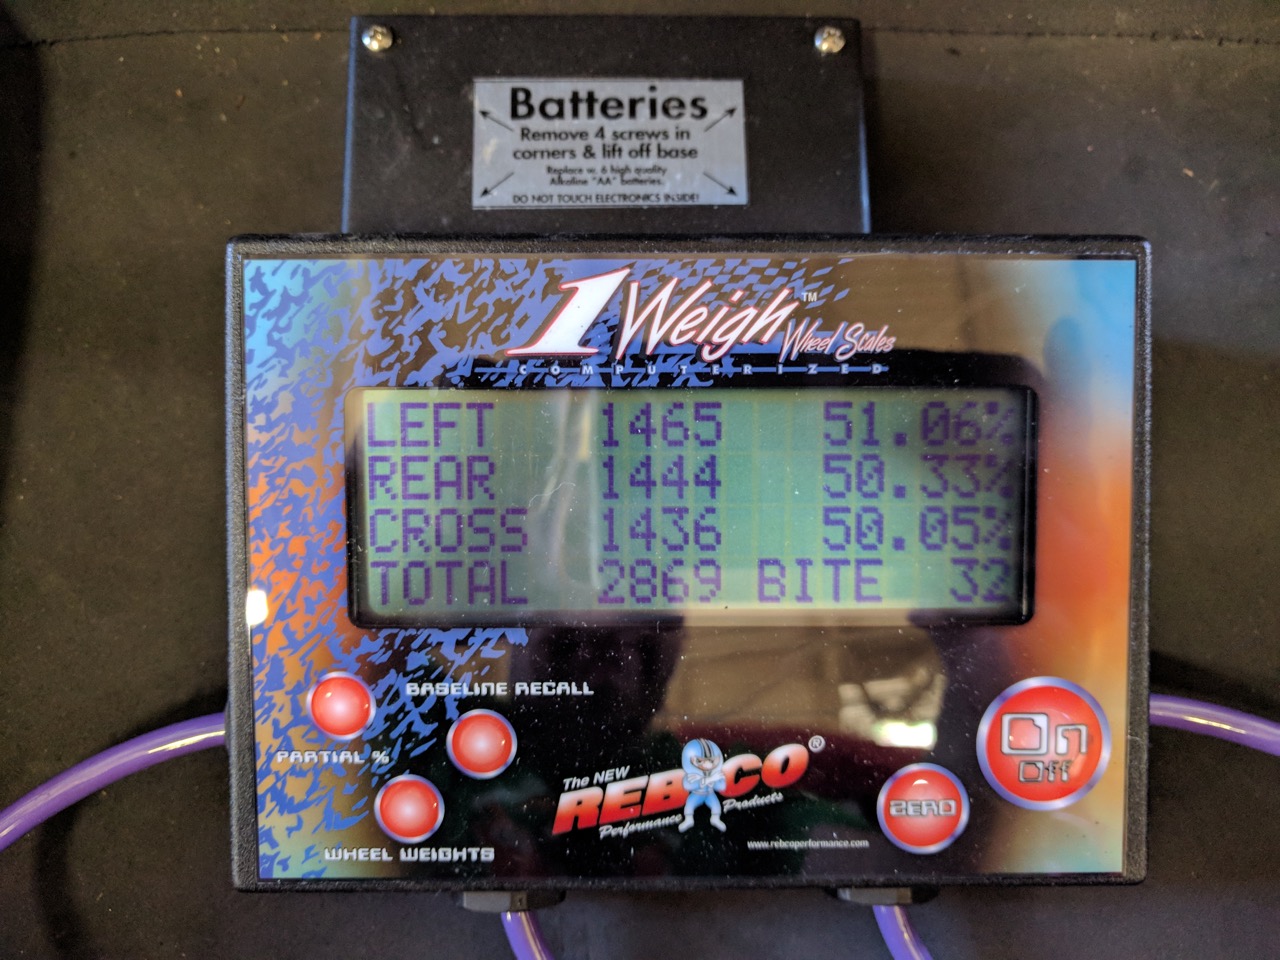 Batteries
Remove 4 screws in
corners & lift off base
Replace w. 6 high quality
Alkaline "AA" batteries.
DO NOT TOUCH ELECTRONICS INSIDE!
1 Weigh™ Wheel Scales
COMPUTERIZED
LEFT 1465 51.06%
REAR 1444 50.33%
CROSS 1436 50.05%
TOTAL 2869 BITE 32
BASELINE RECALL
PARTIAL %
WHEEL WEIGHTS
The NEW
REBCO®
Performance Products
www.rebcoperformance.com
ZERO
On
Off